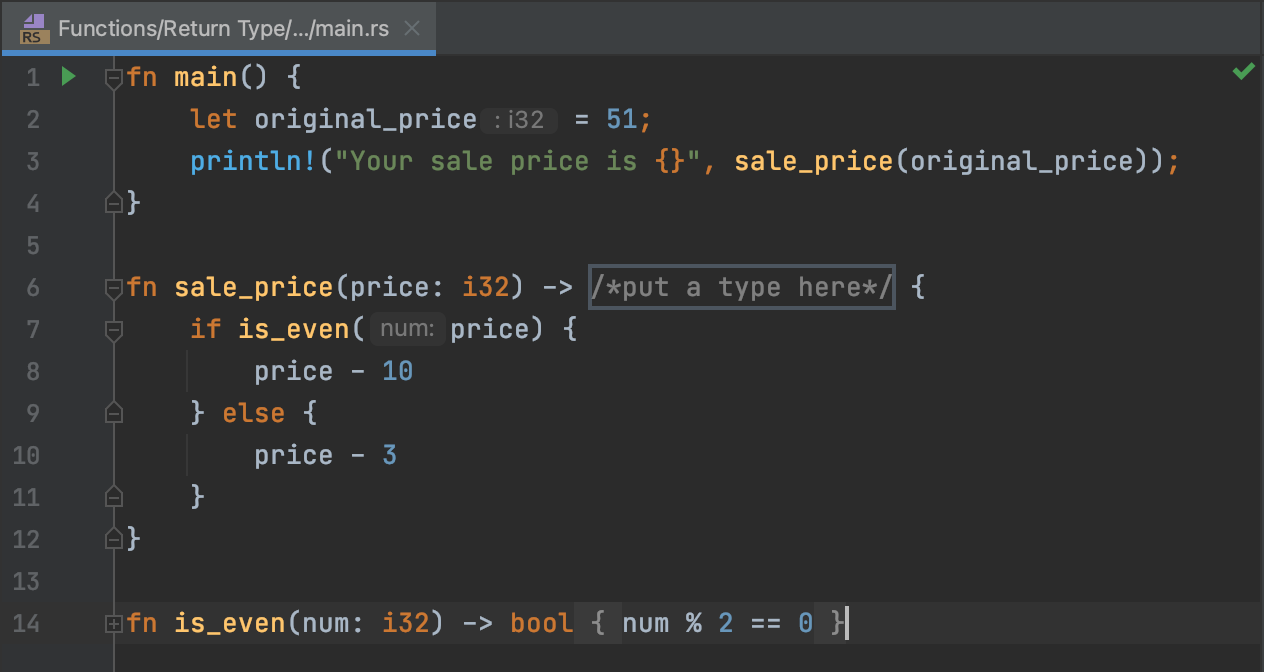 RS Functions/Return Type/.../main.rs
1 fn main() {
2 let original_price : i32 = 51;
3 println!("Your sale price is {}", sale_price(original_price));
4 }
5
6 fn sale_price(price: i32) -> /*put a type here*/ {
7 if is_even( num: price) {
8 price - 10
9 } else {
10 price - 3
11 }
12 }
13
14 fn is_even(num: i32) -> bool { num % 2 == 0 }